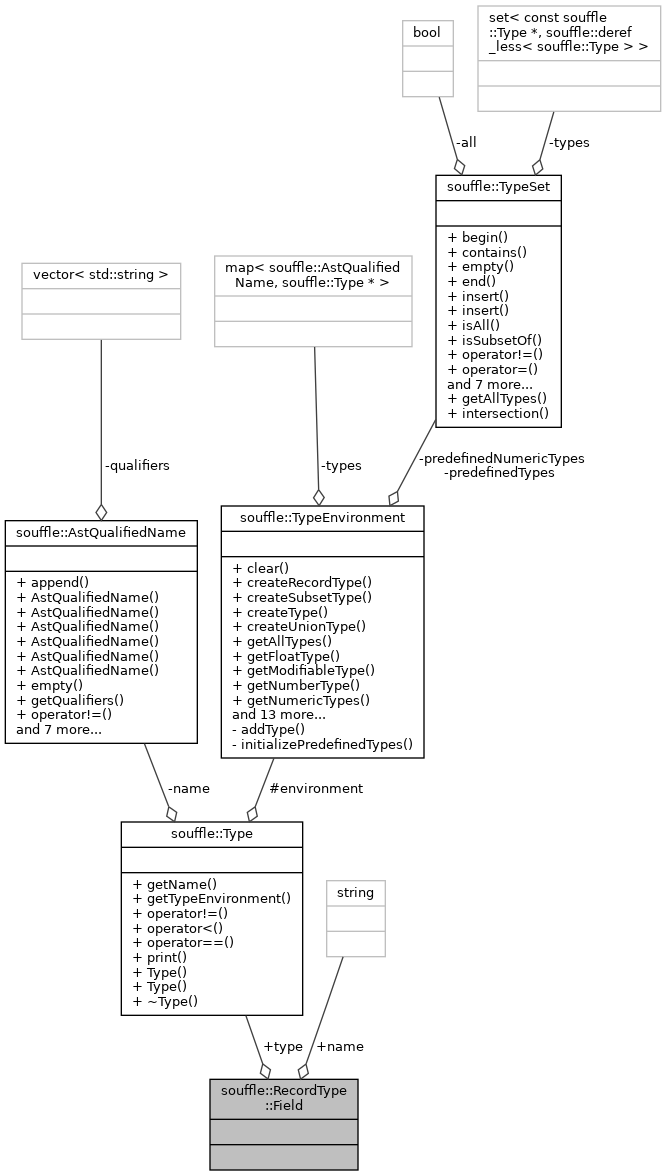 bool
set< const souffle
::Type *, souffle::deref
_less< souffle::Type > >
-all
-types
souffle::TypeSet
+ begin()
+ contains()
+ empty()
+ end()
+ insert()
+ insert()
+ isAll()
+ isSubsetOf()
+ operator!=()
+ operator=()
and 7 more...
+ getAllTypes()
+ intersection()
vector< std::string >
map< souffle::AstQualified
Name, souffle::Type * >
-qualifiers
-types
-predefinedNumericTypes
-predefinedTypes
souffle::AstQualifiedName
+ append()
+ AstQualifiedName()
+ AstQualifiedName()
+ AstQualifiedName()
+ AstQualifiedName()
+ AstQualifiedName()
+ AstQualifiedName()
+ empty()
+ getQualifiers()
+ operator!=()
and 7 more...
souffle::TypeEnvironment
+ clear()
+ createRecordType()
+ createSubsetType()
+ createType()
+ createUnionType()
+ getAllTypes()
+ getFloatType()
+ getModifiableType()
+ getNumberType()
+ getNumericTypes()
and 13 more...
- addType()
- initializePredefinedTypes()
-name
#environment
souffle::Type
+ getName()
+ getTypeEnvironment()
+ operator!=()
+ operator<()
+ operator==()
+ print()
+ Type()
+ Type()
+ ~Type()
string
+type
+name
souffle::RecordType
::Field